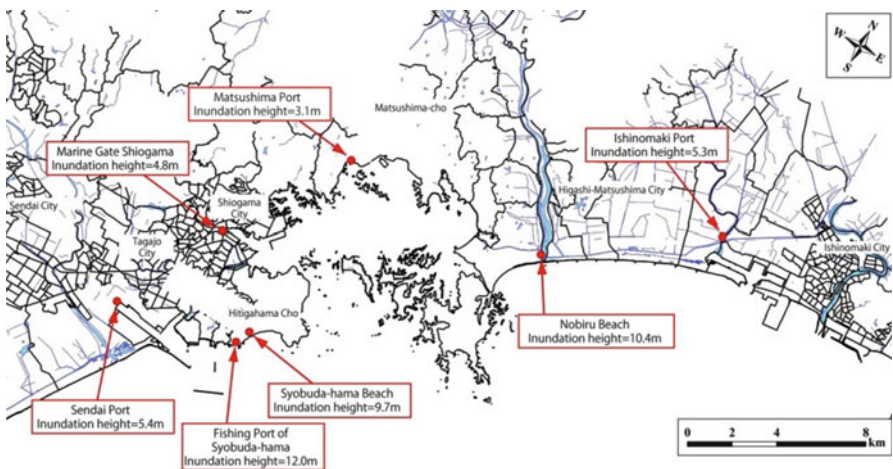 N
W
E
S
Matsushima Port
Inundation height=3.1m
Matsushima-cho
Marine Gate Shiogama
Inundation height=4.8m
Ishinomaki Port
Inundation height=5.3m
Sendai City
Shiogama
City
Higashi-Matsushima City
Tagajo
City
Ishinomaki City
Hitigahama Cho
Nobiru Beach
Inundation height=10.4m
Syobuda-hama Beach
Inundation height=9.7m
Sendai Port
Inundation height=5.4m
Fishing Port of
Syobuda-hama
Inundation height=12.0m
0 2 4 8
km